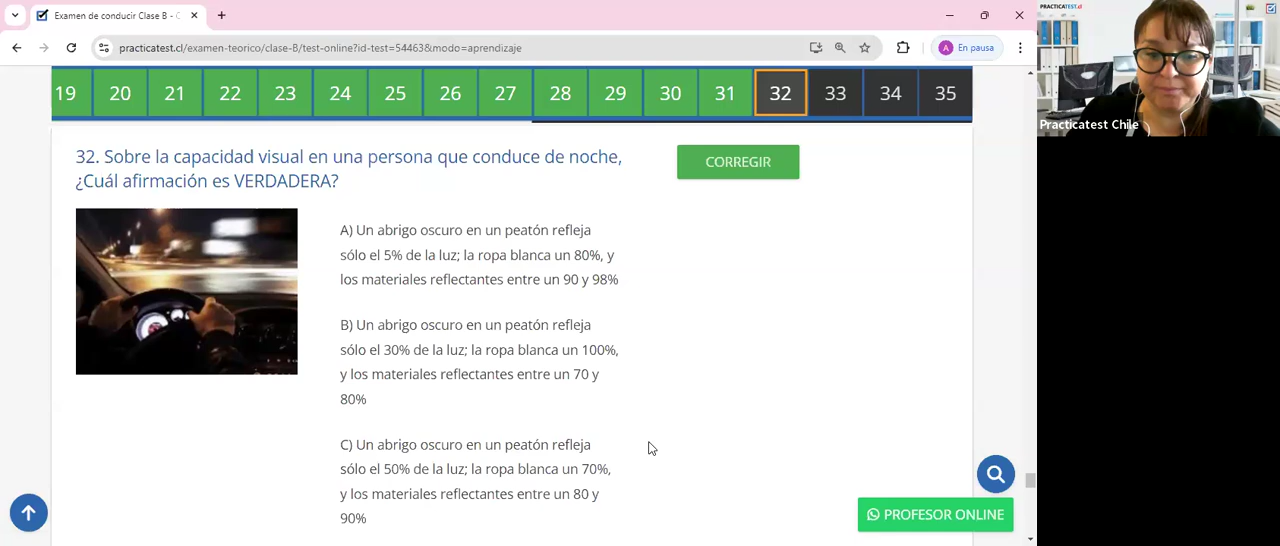 Examen de conducir Clase B - C
practicatest.cl/examen-teorico/clase-B/test-online?id-test=54463&modo=aprendizaje
A En pausa
19 20 21 22 23 24 25 26 27 28 29 30 31 32 33 34 35
32. Sobre la capacidad visual en una persona que conduce de noche,
¿Cuál afirmación es VERDADERA?
CORREGIR
A) Un abrigo oscuro en un peatón refleja
sólo el 5% de la luz; la ropa blanca un 80%, y
los materiales reflectantes entre un 90 y 98%
B) Un abrigo oscuro en un peatón refleja
sólo el 30% de la luz; la ropa blanca un 100%,
y los materiales reflectantes entre un 70 y
80%
C) Un abrigo oscuro en un peatón refleja
sólo el 50% de la luz; la ropa blanca un 70%,
y los materiales reflectantes entre un 80 y
90%
PROFESOR ONLINE
PRACTICATEST.cl
Practicatest Chile